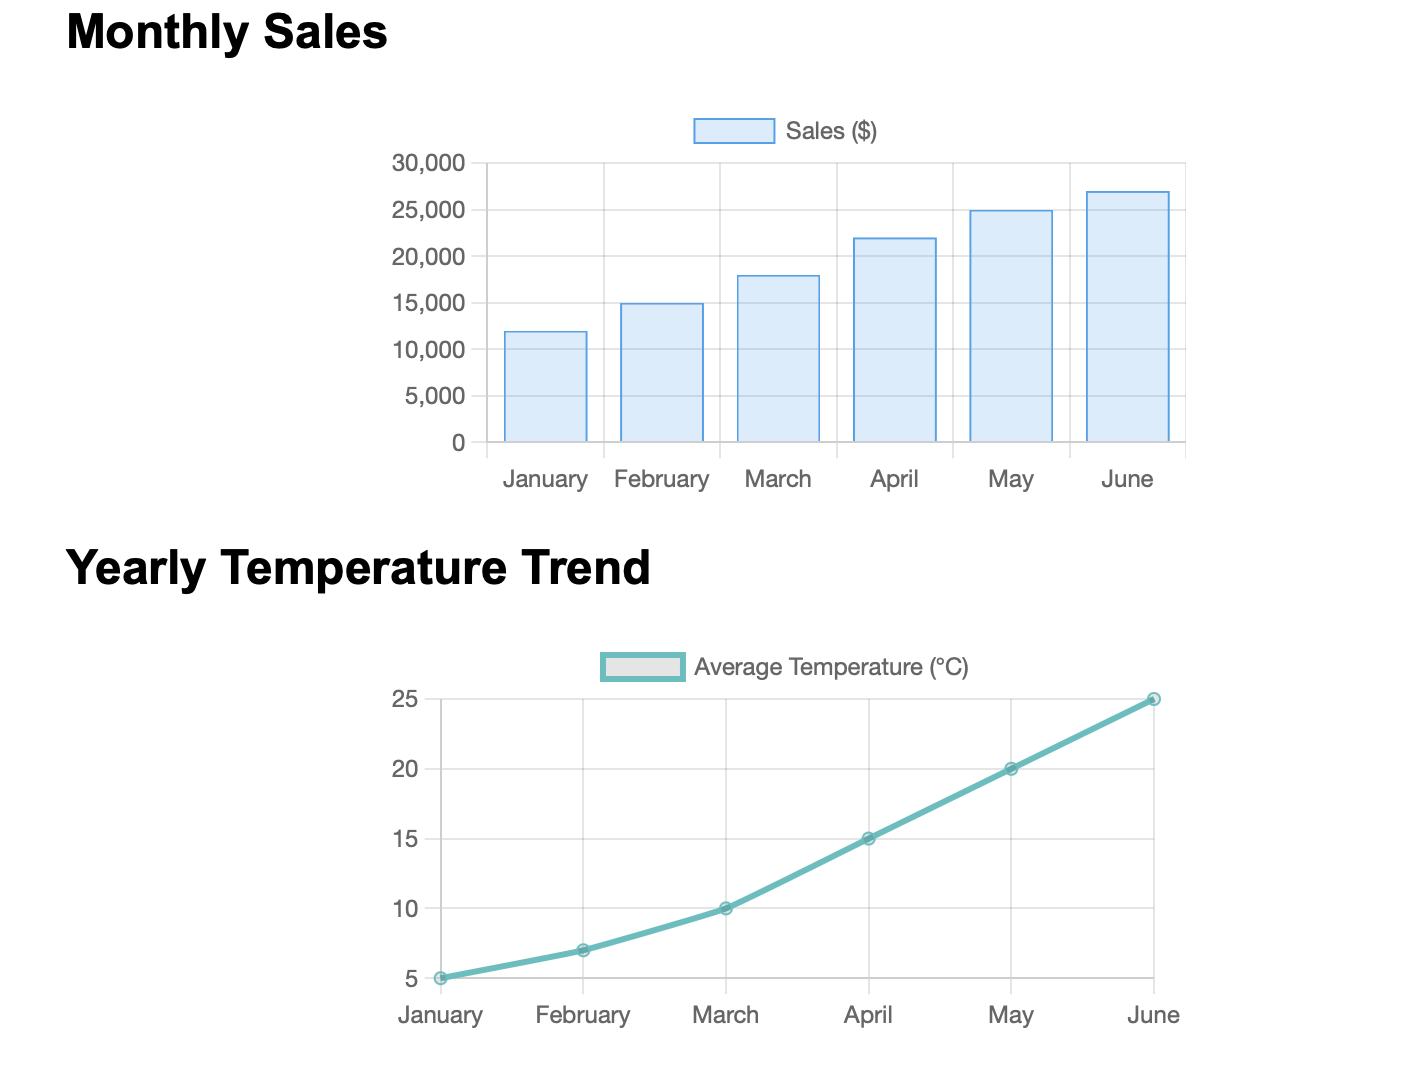 Monthly Sales
Sales ($)
30,000
25,000
20,000
15,000
10,000
5,000
0
January February March April May June
Yearly Temperature Trend
Average Temperature (°C)
25
20
15
10
5
January February March April May June